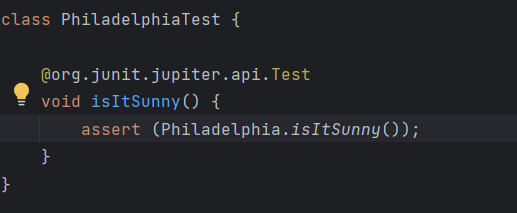 class PhiladelphiaTest {
@org.junit.jupiter.api.Test
void isItSunny() {
assert (Philadelphia.isItSunny());
}
}